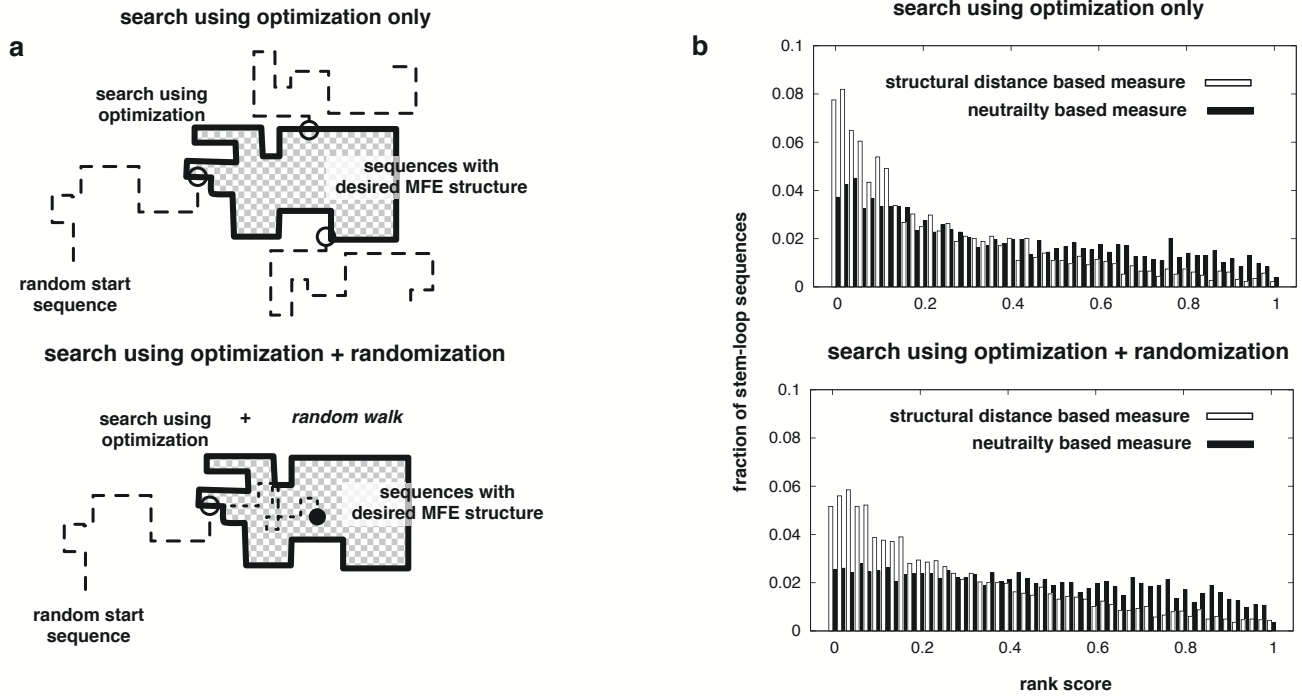 search using optimization only
a
search using
optimization
sequences with
desired MFE structure
random start
sequence
search using optimization + randomization
search using
optimization
+
random walk
sequences with
desired MFE structure
random start
sequence
search using optimization only
b
0.1
0.08
0.06
0.04
0.02
0
structural distance based measure
neutrailty based measure
0
0.2
0.4
0.6
0.8
1
fraction of stem-loop sequences
search using optimization + randomization
0.1
0.08
0.06
0.04
0.02
0
structural distance based measure
neutrailty based measure
0
0.2
0.4
0.6
0.8
1
rank score